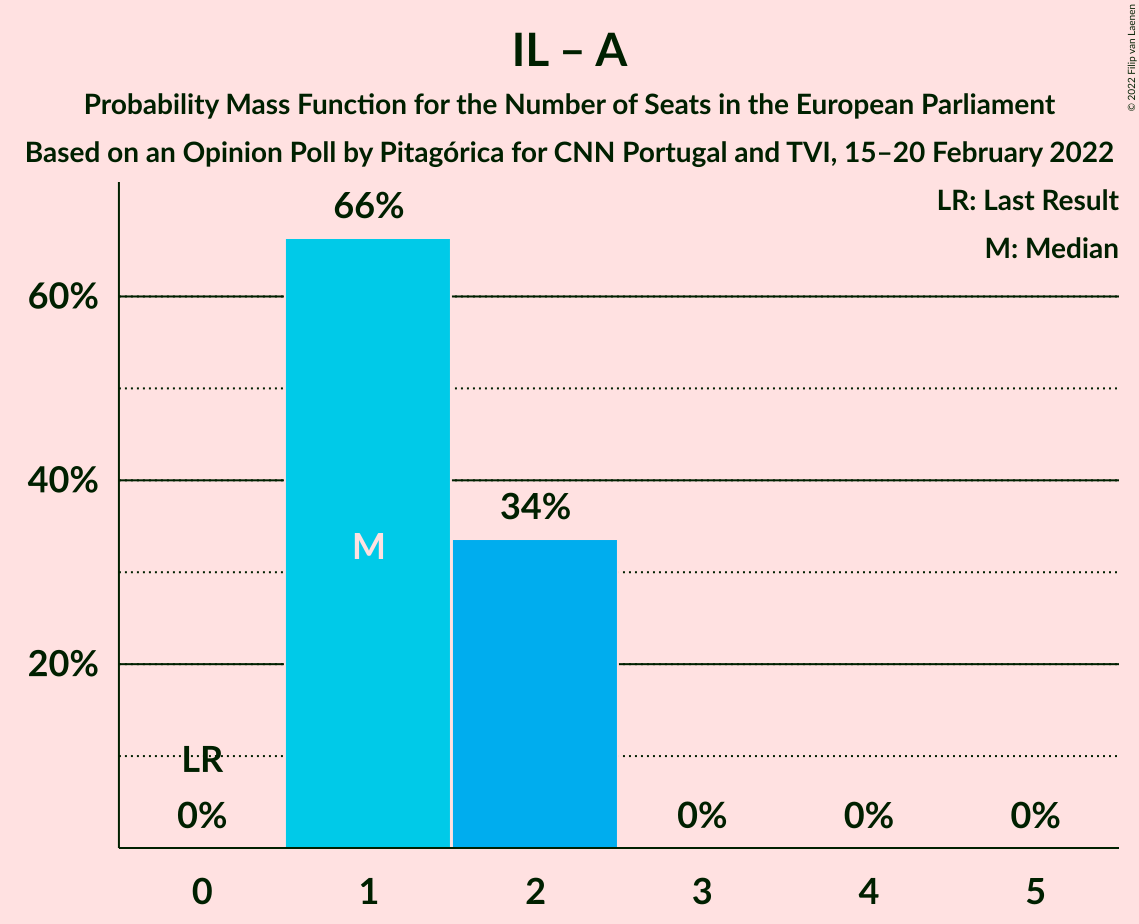 IL – A
Probability Mass Function for the Number of Seats in the European Parliament
Based on an Opinion Poll by Pitagórica for CNN Portugal and TVI, 15–20 February 2022
© 2022 Filip van Laenen
LR: Last Result
M: Median
66%
60%
40%
34%
M
20%
LR
0%
0%
0%
0%
0
1
2
3
4
5